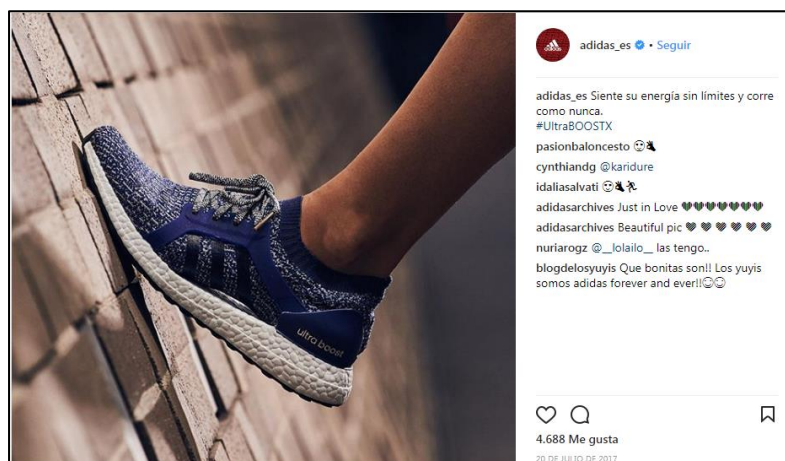 adidas_es • Seguir
adidas
adidas_es Siente su energía sin límites y corre
como nunca.
#UltraBOOSTX
pasionbaloncesto
cynthiandg @karidure
idaliasalvati
adidasarchives Just in Love
adidasarchives Beautiful pic
nuriarogz @__lolailo__ las tengo..
blogdelosyuyis Que bonitas son!! Los yuyis
somos adidas forever and ever!!
ultra boost
4.688 Me gusta
20 DE JULIO DE 2017